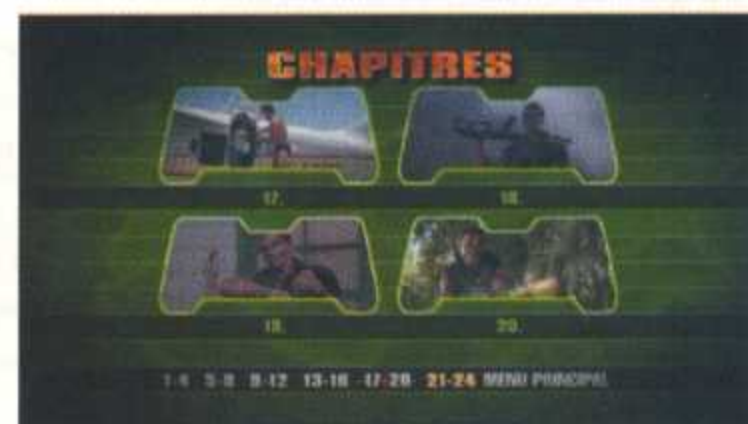 CHAPITRES
17. 18.
19. 20.
1-4 5-8 9-12 13-16 17-20 21-24 MENU PRINCIPAL